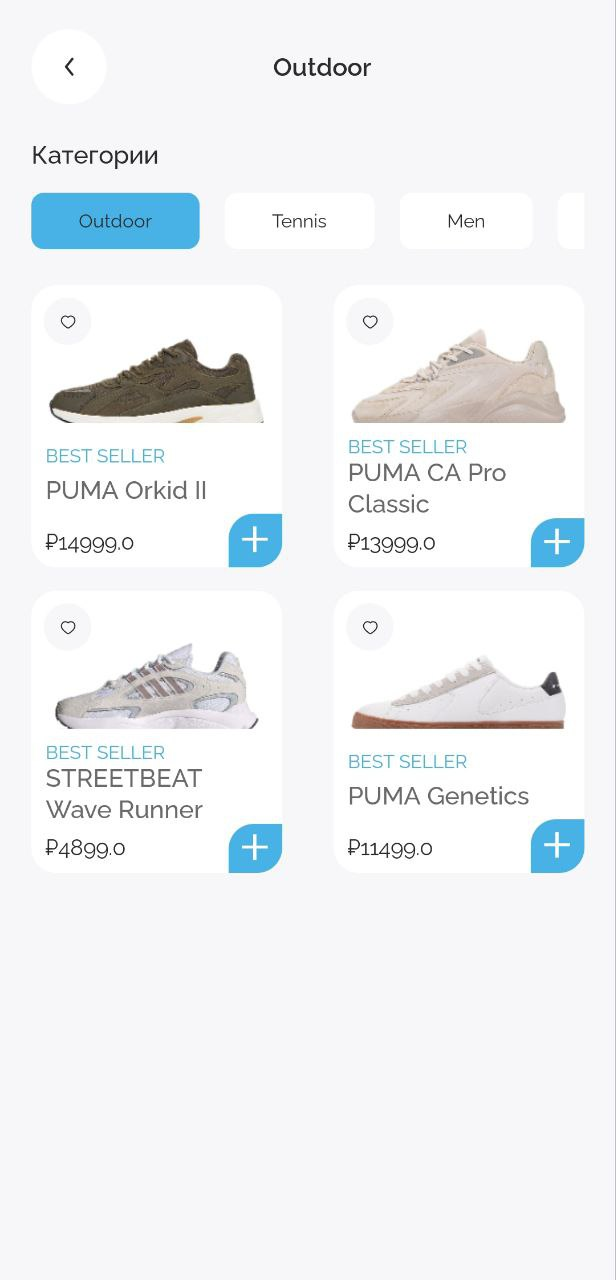 Outdoor
Категории
Outdoor
Tennis
Men
BEST SELLER
PUMA Orkid II
₽14999.0
BEST SELLER
PUMA CA Pro
Classic
₽13999.0
BEST SELLER
STREETBEAT
Wave Runner
₽4899.0
BEST SELLER
PUMA Genetics
₽11499.0